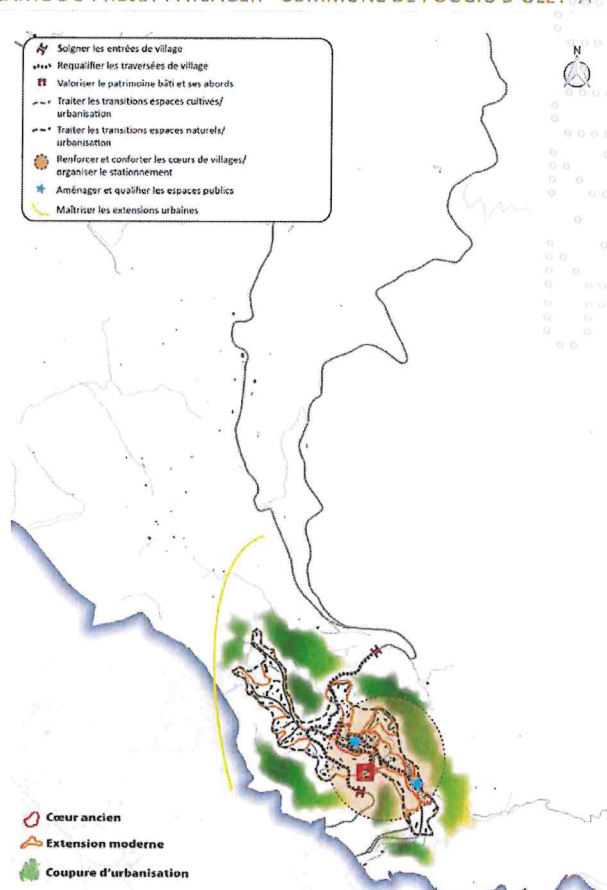 N
Soigner les entrées de village
Requalifier les traversées de village
Valoriser le patrimoine bâti et ses abords
Traiter les transitions espaces cultivés/
urbanisation
Traiter les transitions espaces naturels/
urbanisation
Renforcer et conforter les cœurs de villages/
organiser le stationnement
Aménager et qualifier les espaces publics
Maîtriser les extensions urbaines
Cœur ancien
Extension moderne
Coupure d'urbanisation